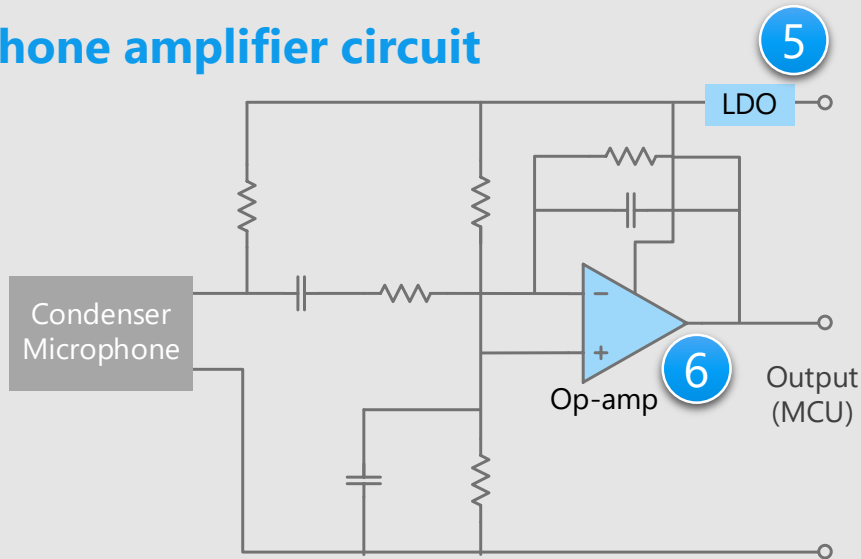 hone amplifier circuit
5
LDO
Condenser
Microphone
−
+
Op-amp
6
Output
(MCU)